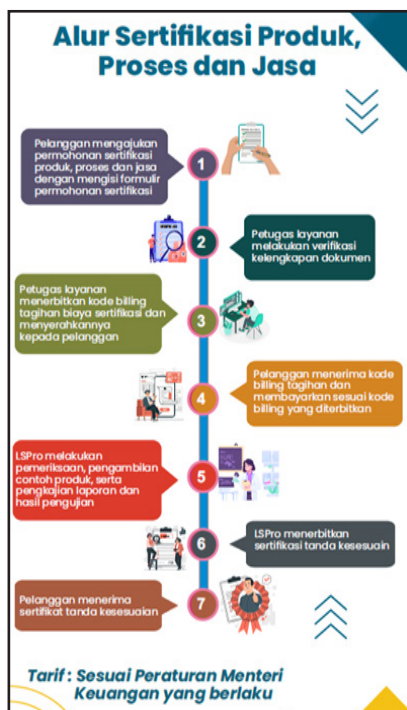 Alur Sertifikasi Produk,
Proses dan Jasa
Pelanggan mengajukan
permohonan sertifikasi
produk, proses dan jasa
dengan mengisi formulir
permohonan sertifikasi
1
2
Petugas layanan
melakukan verifikasi
kelengkapan dokumen
Petugas layanan
menerbitkan kode billing
tagihan biaya sertifikasi dan
menyerahkannya
kepada pelanggan
3
4
Pelanggan menerima kode
billing tagihan dan
membayarkan sesuai kode
billing yang diterbitkan
LSPro melakukan
pemeriksaan, pengambilan
contoh produk, serta
pengkajian laporan dan
hasil pengujian
5
6
LSPro menerbitkan
sertifikasi tanda kesesuain
Pelanggan menerima
sertifikat tanda kesesuaian
7
Tarif : Sesuai Peraturan Menteri
Keuangan yang berlaku